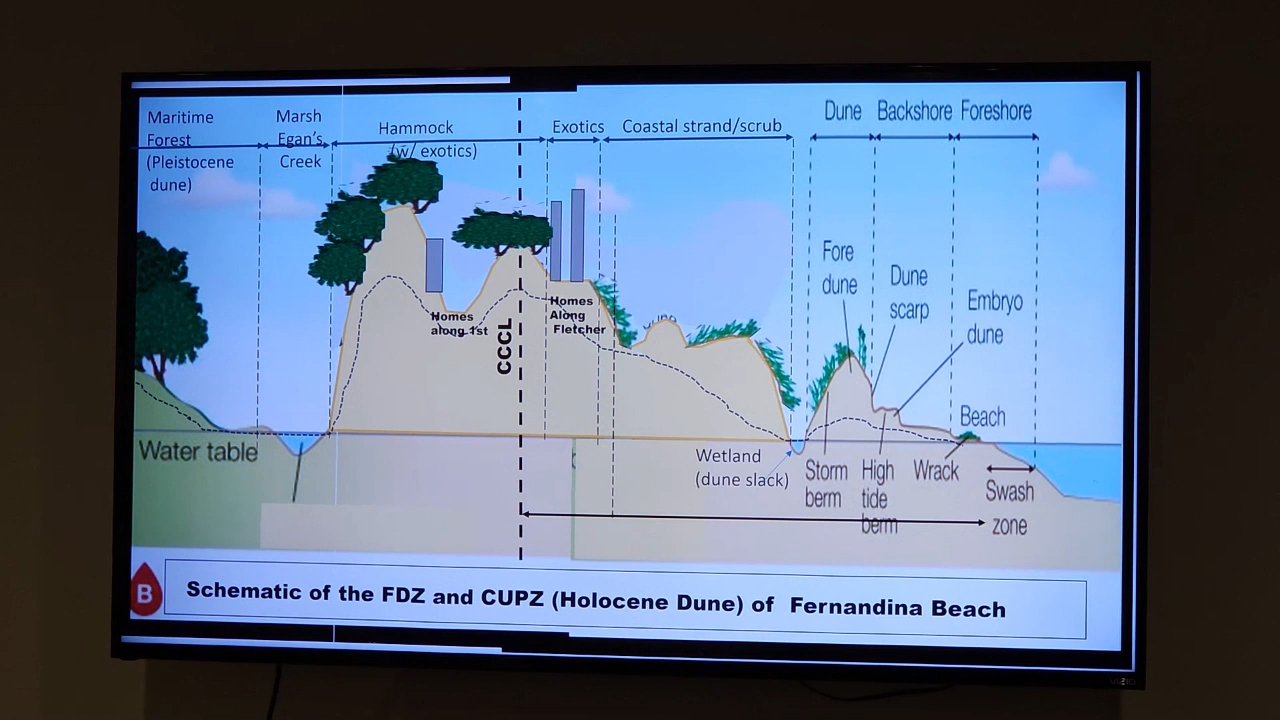 Maritime
Forest
(Pleistocene
dune)
Marsh
Egan's
Creek
Hammock
(w/ exotics)
Exotics
Coastal strand/scrub
Dune
Backshore
Foreshore
Fore
dune
Dune
scarp
Embryo
dune
Homes
along 1st
CCCL
Homes
Along
Fletcher
Beach
Water table
Wetland
(dune slack)
Storm
berm
High
tide
berm
Wrack
Swash
zone
B
Schematic of the FDZ and CUPZ (Holocene Dune) of Fernandina Beach
VIZIO